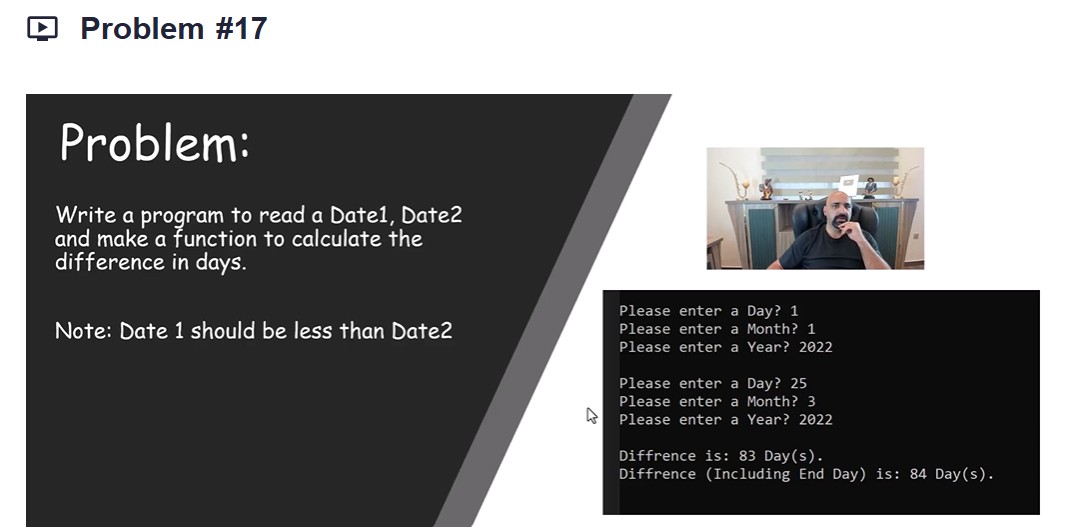 Problem #17
Problem:
Write a program to read a Date1, Date2
and make a function to calculate the
difference in days.
Note: Date 1 should be less than Date2
Please enter a Day? 1
Please enter a Month? 1
Please enter a Year? 2022
Please enter a Day? 25
Please enter a Month? 3
Please enter a Year? 2022
Diffrence is: 83 Day(s).
Diffrence (Including End Day) is: 84 Day(s).